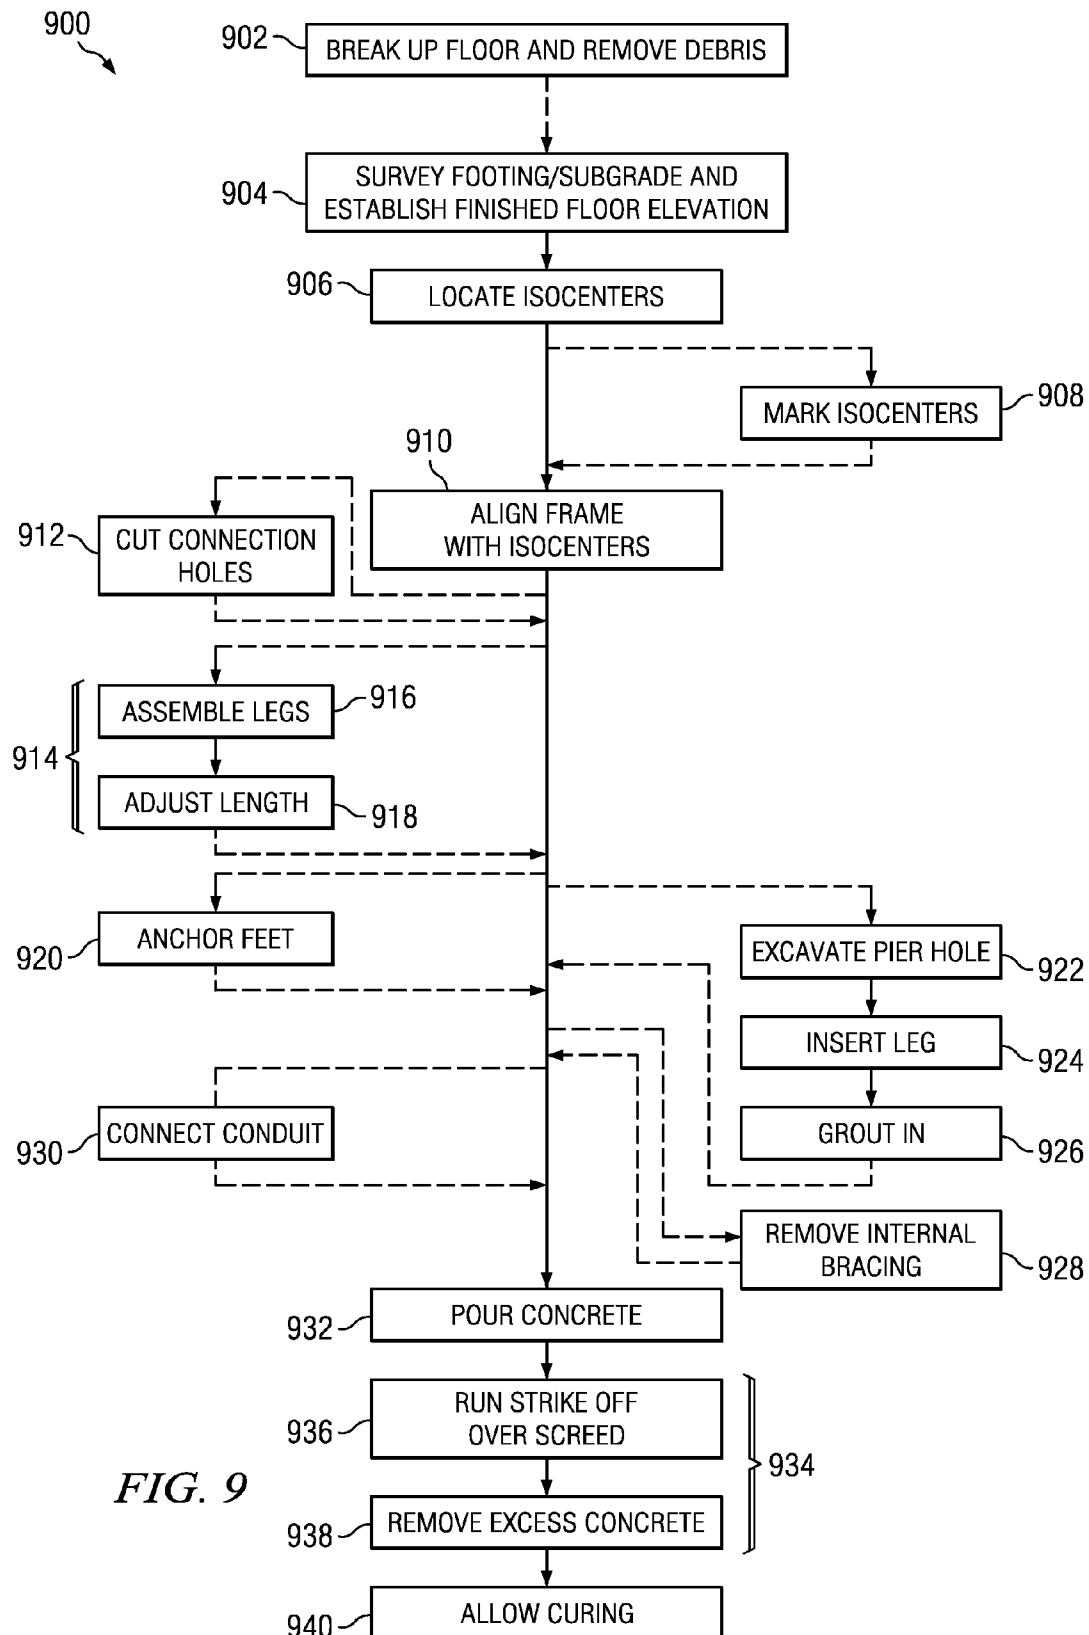 900
902
BREAK UP FLOOR AND REMOVE DEBRIS
904
SURVEY FOOTING/SUBGRADE AND
ESTABLISH FINISHED FLOOR ELEVATION
906
LOCATE ISOCENTERS
MARK ISOCENTERS
908
910
ALIGN FRAME
WITH ISOCENTERS
912
CUT CONNECTION
HOLES
914
ASSEMBLE LEGS
916
ADJUST LENGTH
918
920
ANCHOR FEET
EXCAVATE PIER HOLE
922
INSERT LEG
924
GROUT IN
926
930
CONNECT CONDUIT
REMOVE INTERNAL
BRACING
928
932
POUR CONCRETE
936
RUN STRIKE OFF
OVER SCREED
934
938
REMOVE EXCESS CONCRETE
940
ALLOW CURING
FIG. 9